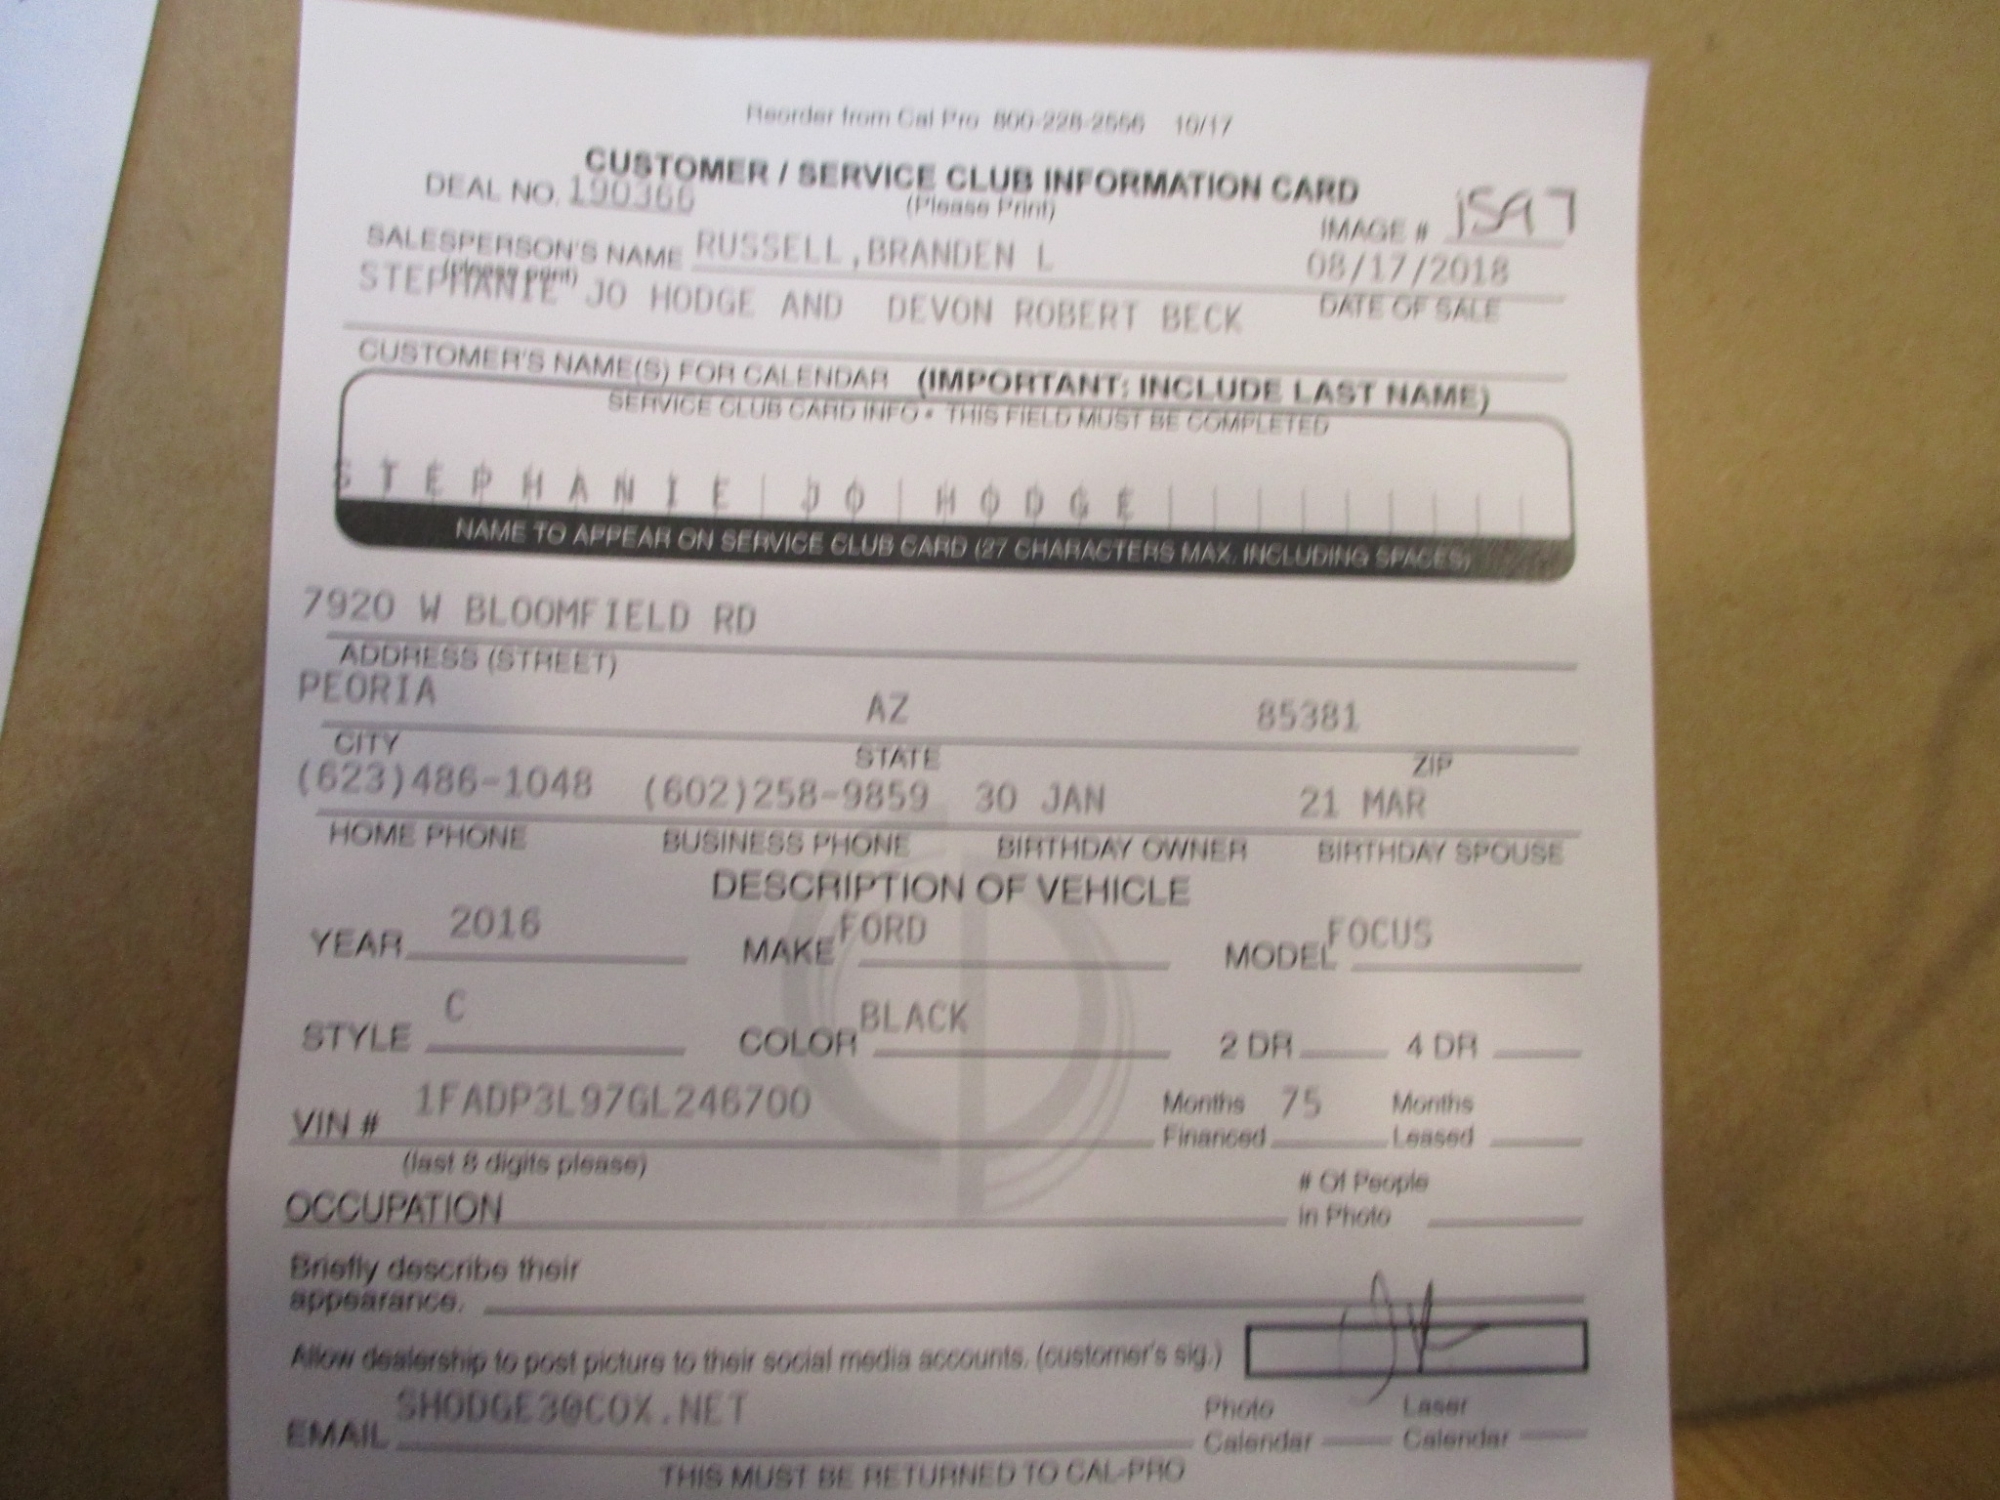 Reorder from Cal Pro 800-228-2556 10/17
CUSTOMER / SERVICE CLUB INFORMATION CARD
DEAL NO. 190366 (Please Print) IMAGE # 1597
SALESPERSON'S NAME RUSSELL,BRANDEN L 08/17/2018
(please print) DATE OF SALE
STEPHANIE JO HODGE AND DEVON ROBERT BECK
CUSTOMER'S NAME(S) FOR CALENDAR (IMPORTANT: INCLUDE LAST NAME)
SERVICE CLUB CARD INFO • THIS FIELD MUST BE COMPLETED
STEPHANIE JO HODGE
NAME TO APPEAR ON SERVICE CLUB CARD (27 CHARACTERS MAX. INCLUDING SPACES)
7920 W BLOOMFIELD RD
ADDRESS (STREET)
PEORIA AZ 85381
CITY STATE ZIP
(623)486-1048 (602)258-9859 30 JAN 21 MAR
HOME PHONE BUSINESS PHONE BIRTHDAY OWNER BIRTHDAY SPOUSE
DESCRIPTION OF VEHICLE
YEAR 2016 MAKE FORD MODEL FOCUS
STYLE C COLOR BLACK 2 DR 4 DR
VIN # 1FADP3L97GL246700 Months Financed 75 Months Leased
(last 8 digits please)
OCCUPATION # Of People in Photo
Briefly describe their
appearance.
Allow dealership to post picture to their social media accounts. (customer's sig.)
EMAIL SHODGE3@COX.NET Photo Calendar Laser Calendar
THIS MUST BE RETURNED TO CAL-PRO